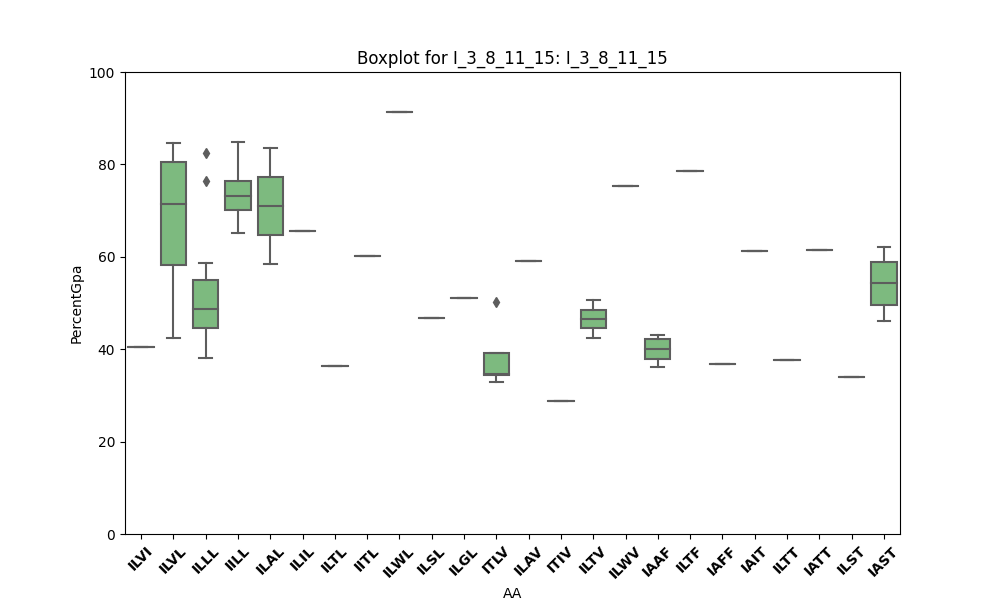 Boxplot for I_3_8_11_15: I_3_8_11_15
100
80
60
40
20
0
PercentGpa
ILVI
ILVL
ILLL
IILL
ILAL
ILIL
ILTL
IITL
ILWL
ILSL
ILGL
ITLV
ILAV
ITIV
ILTV
ILWV
IAAF
ILTF
IAFF
IAIT
ILTT
IATT
ILST
IAST
AA